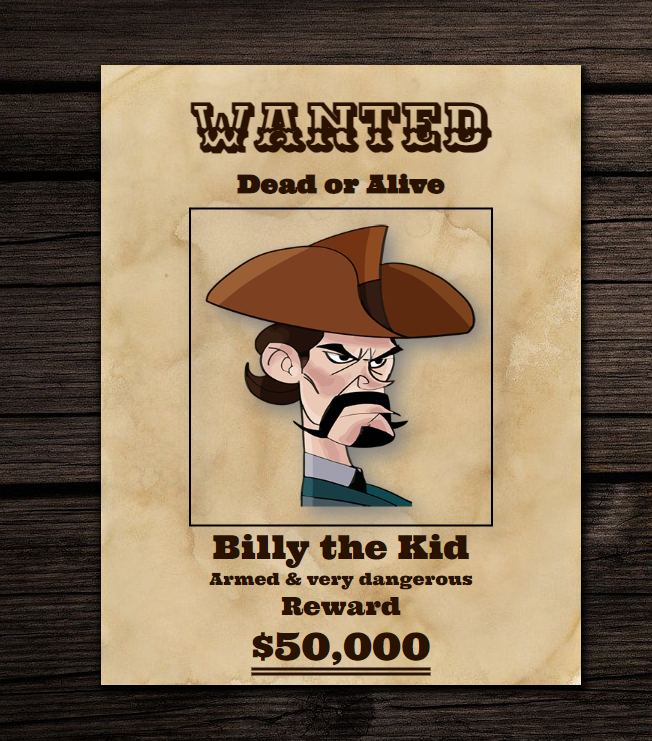 WANTED
Dead or Alive
Billy the Kid
Armed & very dangerous
Reward
$50,000